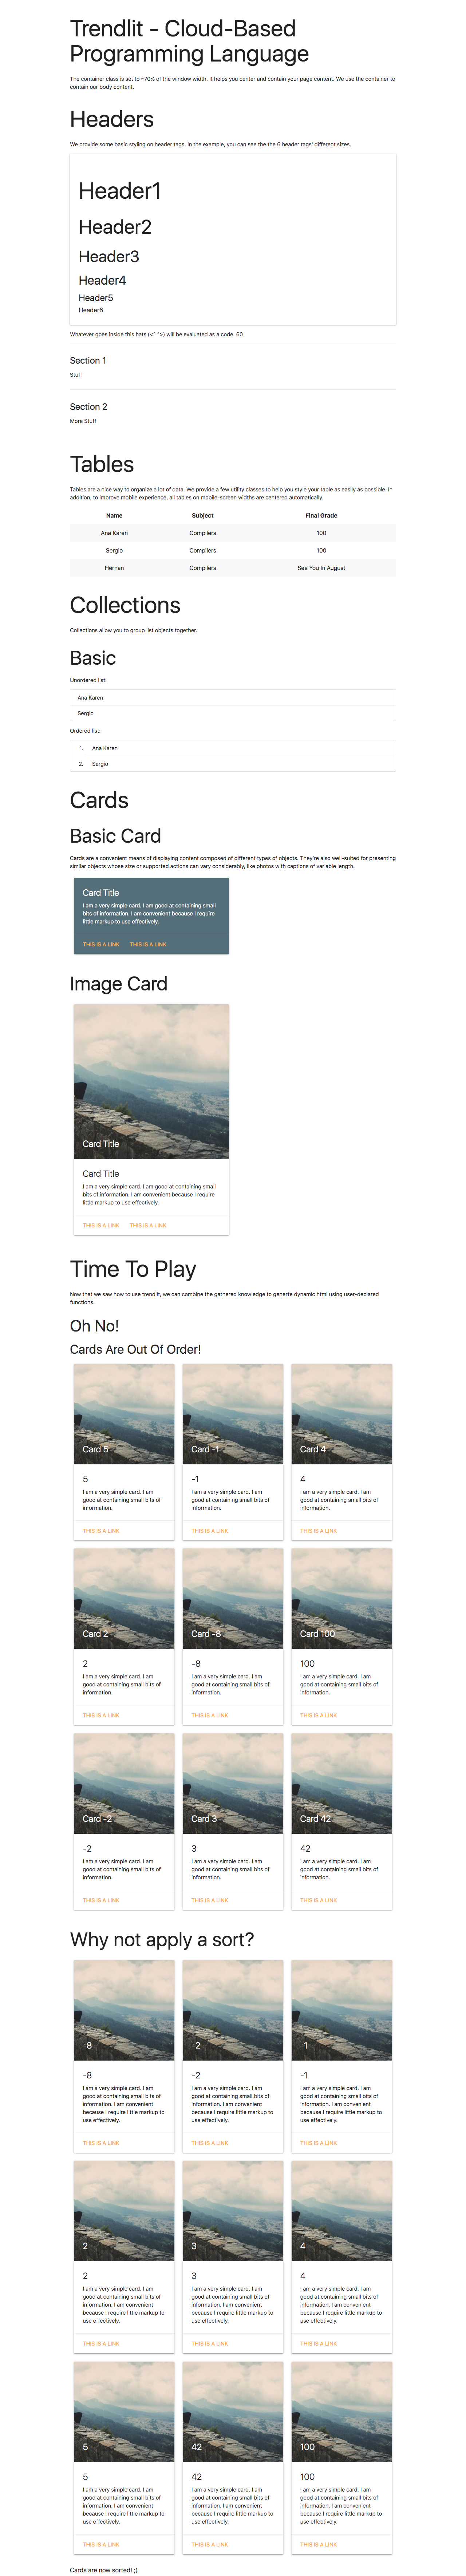 Trendlit - Cloud-Based
Programming Language
The container class is set to ~70% of the window width. It helps you center and contain your page content. We use the container to
contain our body content.
Headers
We provide some basic styling on header tags. In the example, you can see the the 6 header tags' different sizes.
Header1
Header2
Header3
Header4
Header5
Header6
Whatever goes inside this hats (<^ ^>) will be evaluated as a code. 60
Section 1
Stuff
Section 2
More Stuff
Tables
Tables are a nice way to organize a lot of data. We provide a few utility classes to help you style your table as easily as possible. In
addition, to improve mobile experience, all tables on mobile-screen widths are centered automatically.
Name Subject Final Grade
Ana Karen Compilers 100
Sergio Compilers 100
Hernan Compilers See You In August
Collections
Collections allow you to group list objects together.
Basic
Unordered list:
Ana Karen
Sergio
Ordered list:
1. Ana Karen
2. Sergio
Cards
Basic Card
Cards are a convenient means of displaying content composed of different types of objects. They're also well-suited for presenting
similar objects whose size or supported actions can vary considerably, like photos with captions of variable length.
Card Title
I am a very simple card. I am good at containing small
bits of information. I am convenient because I require
little markup to use effectively.
THIS IS A LINK THIS IS A LINK
Image Card
Card Title
Card Title
I am a very simple card. I am good at containing small
bits of information. I am convenient because I require
little markup to use effectively.
THIS IS A LINK THIS IS A LINK
Time To Play
Now that we saw how to use trendlit, we can combine the gathered knowledge to generte dynamic html using user-declared
functions.
Oh No!
Cards Are Out Of Order!
Card 5 Card -1 Card 4
5 -1 4
I am a very simple card. I am I am a very simple card. I am I am a very simple card. I am
good at containing small bits of good at containing small bits of good at containing small bits of
information. information. information.
THIS IS A LINK THIS IS A LINK THIS IS A LINK
Card 2 Card -8 Card 100
2 -8 100
I am a very simple card. I am I am a very simple card. I am I am a very simple card. I am
good at containing small bits of good at containing small bits of good at containing small bits of
information. information. information.
THIS IS A LINK THIS IS A LINK THIS IS A LINK
Card -2 Card 3 Card 42
-2 3 42
I am a very simple card. I am I am a very simple card. I am I am a very simple card. I am
good at containing small bits of good at containing small bits of good at containing small bits of
information. information. information.
THIS IS A LINK THIS IS A LINK THIS IS A LINK
Why not apply a sort?
-8 -2 -1
-8 -2 -1
I am a very simple card. I am I am a very simple card. I am I am a very simple card. I am
good at containing small bits of good at containing small bits of good at containing small bits of
information. I am convenient information. I am convenient information. I am convenient
because I require little markup to because I require little markup to because I require little markup to
use effectively. use effectively. use effectively.
THIS IS A LINK THIS IS A LINK THIS IS A LINK
2 3 4
2 3 4
I am a very simple card. I am I am a very simple card. I am I am a very simple card. I am
good at containing small bits of good at containing small bits of good at containing small bits of
information. I am convenient information. I am convenient information. I am convenient
because I require little markup to because I require little markup to because I require little markup to
use effectively. use effectively. use effectively.
THIS IS A LINK THIS IS A LINK THIS IS A LINK
5 42 100
5 42 100
I am a very simple card. I am I am a very simple card. I am I am a very simple card. I am
good at containing small bits of good at containing small bits of good at containing small bits of
information. I am convenient information. I am convenient information. I am convenient
because I require little markup to because I require little markup to because I require little markup to
use effectively. use effectively. use effectively.
THIS IS A LINK THIS IS A LINK THIS IS A LINK
Cards are now sorted! ;)